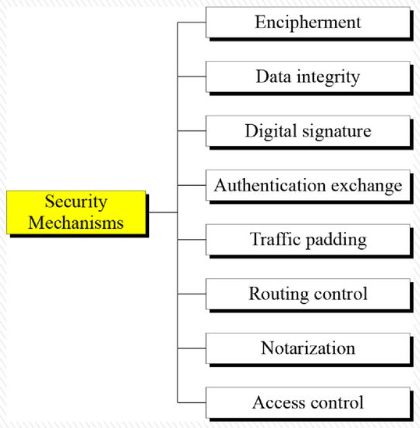 Security
Mechanisms
Encipherment
Data integrity
Digital signature
Authentication exchange
Traffic padding
Routing control
Notarization
Access control